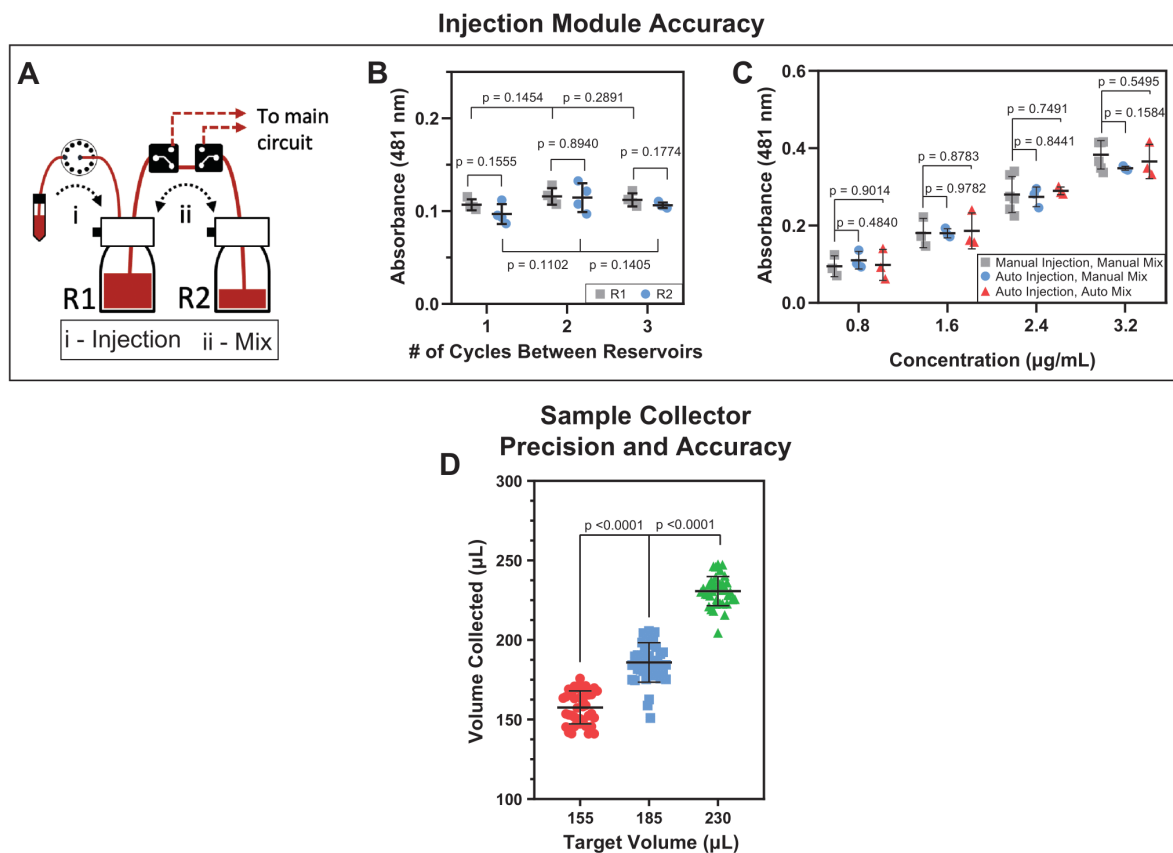 Injection Module Accuracy
A
To main
circuit
i
ii
R1
R2
i - Injection ii - Mix
B
Absorbance (481 nm)
0.2
0.1
0.0
p = 0.1454
p = 0.2891
p = 0.1555
p = 0.8940
p = 0.1774
p = 0.1102
p = 0.1405
R1 R2
1 2 3
# of Cycles Between Reservoirs
C
Absorbance (481 nm)
0.6
0.4
0.2
0.0
p = 0.9014
p = 0.4840
p = 0.8783
p = 0.9782
p = 0.7491
p = 0.8441
p = 0.5495
p = 0.1584
Manual Injection, Manual Mix
Auto Injection, Manual Mix
Auto Injection, Auto Mix
0.8 1.6 2.4 3.2
Concentration (µg/mL)
Sample Collector
Precision and Accuracy
D
Volume Collected (µL)
300
250
200
150
100
p <0.0001 p <0.0001
155 185 230
Target Volume (µL)